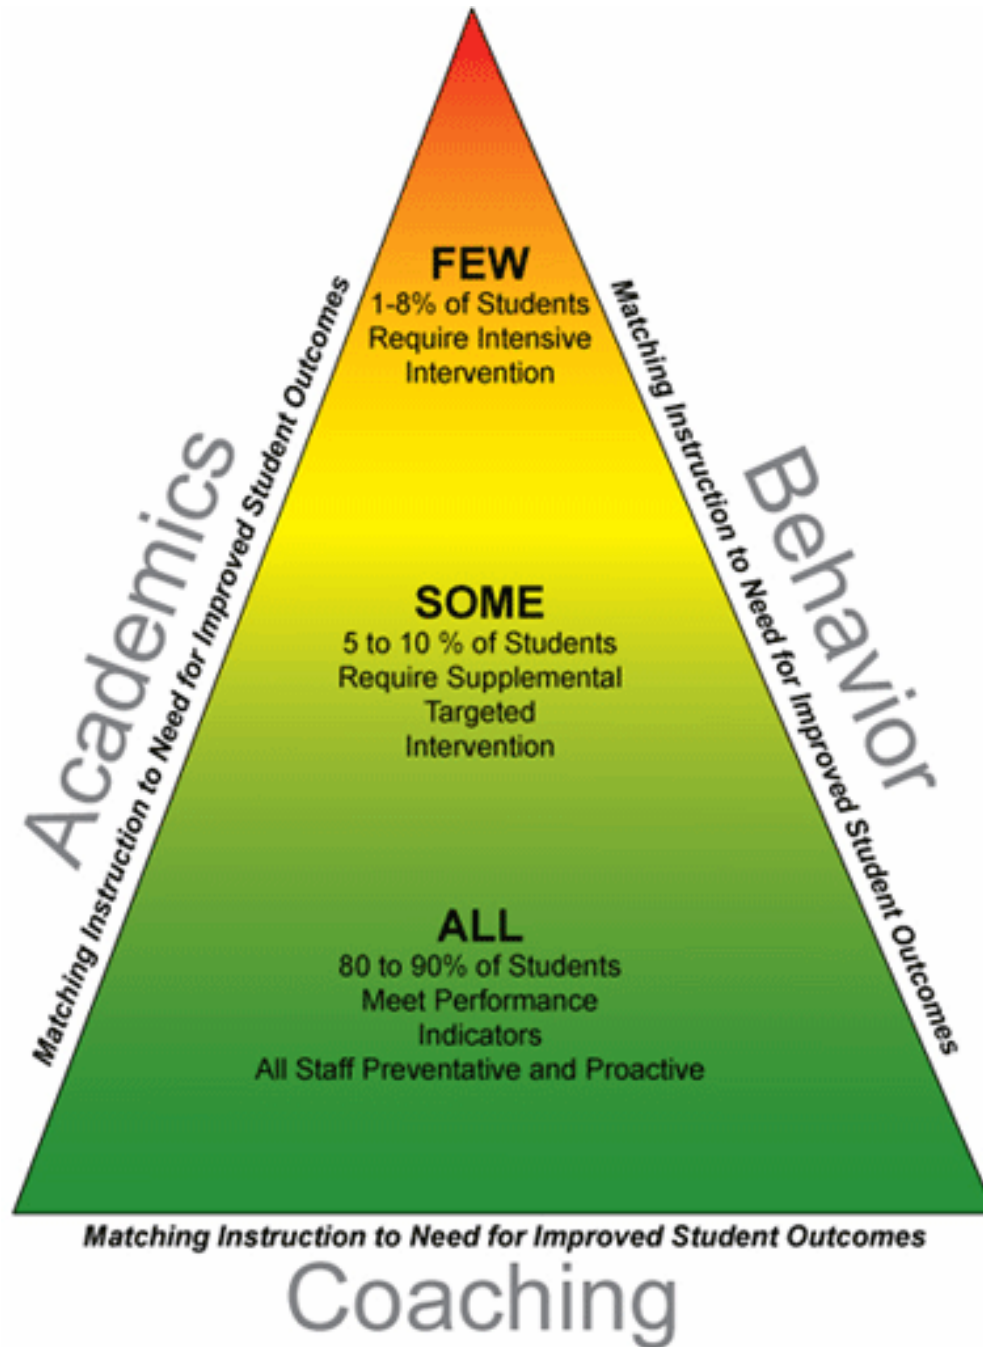 FEW
1-8% of Students
Require Intensive
Intervention
Matching Instruction to Need for Improved Student Outcomes
Academics
Matching Instruction to Need for Improved Student Outcomes
Behavior
SOME
5 to 10 % of Students
Require Supplemental
Targeted
Intervention
ALL
80 to 90% of Students
Meet Performance
Indicators
All Staff Preventative and Proactive
Matching Instruction to Need for Improved Student Outcomes
Coaching